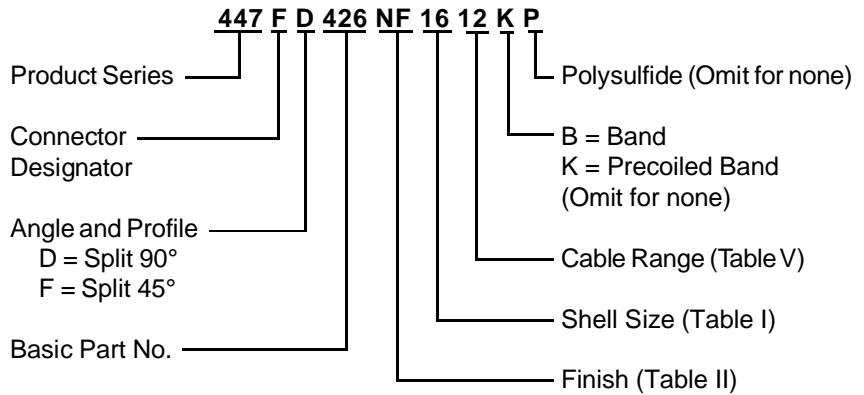 447 F D 426 NF 16 12 K P
Product Series
Connector
Designator
Angle and Profile
D = Split 90°
F = Split 45°
Basic Part No.
Polysulfide (Omit for none)
B = Band
K = Precoiled Band
(Omit for none)
Cable Range (Table V)
Shell Size (Table I)
Finish (Table II)